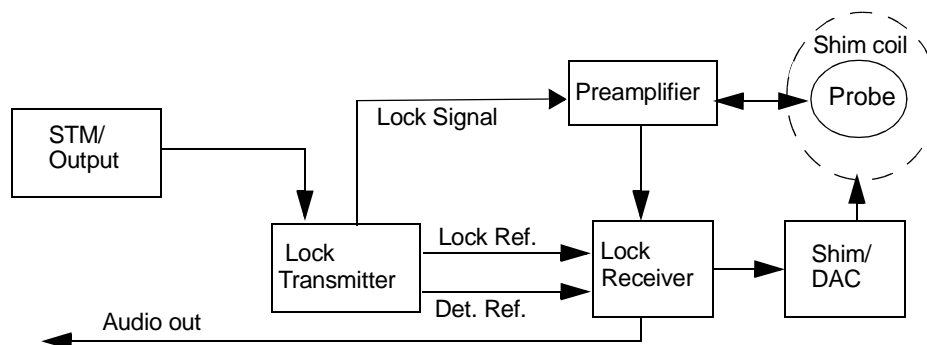 Shim coil
Preamplifier
Probe
Lock Signal
STM/
Output
Lock
Transmitter
Lock Ref.
Det. Ref.
Lock
Receiver
Shim/
DAC
Audio out